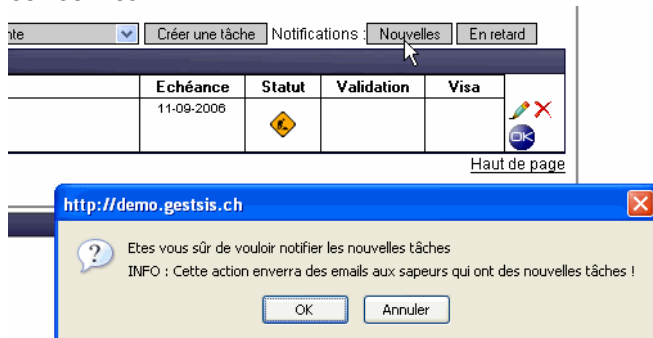 nte Créer une tâche Notifications : Nouvelles En retard
Echéance Statut Validation Visa
11-09-2006
OK
Haut de page
http://demo.gestsis.ch
Etes vous sûr de vouloir notifier les nouvelles tâches
INFO : Cette action enverra des emails aux sapeurs qui ont des nouvelles tâches !
OK Annuler